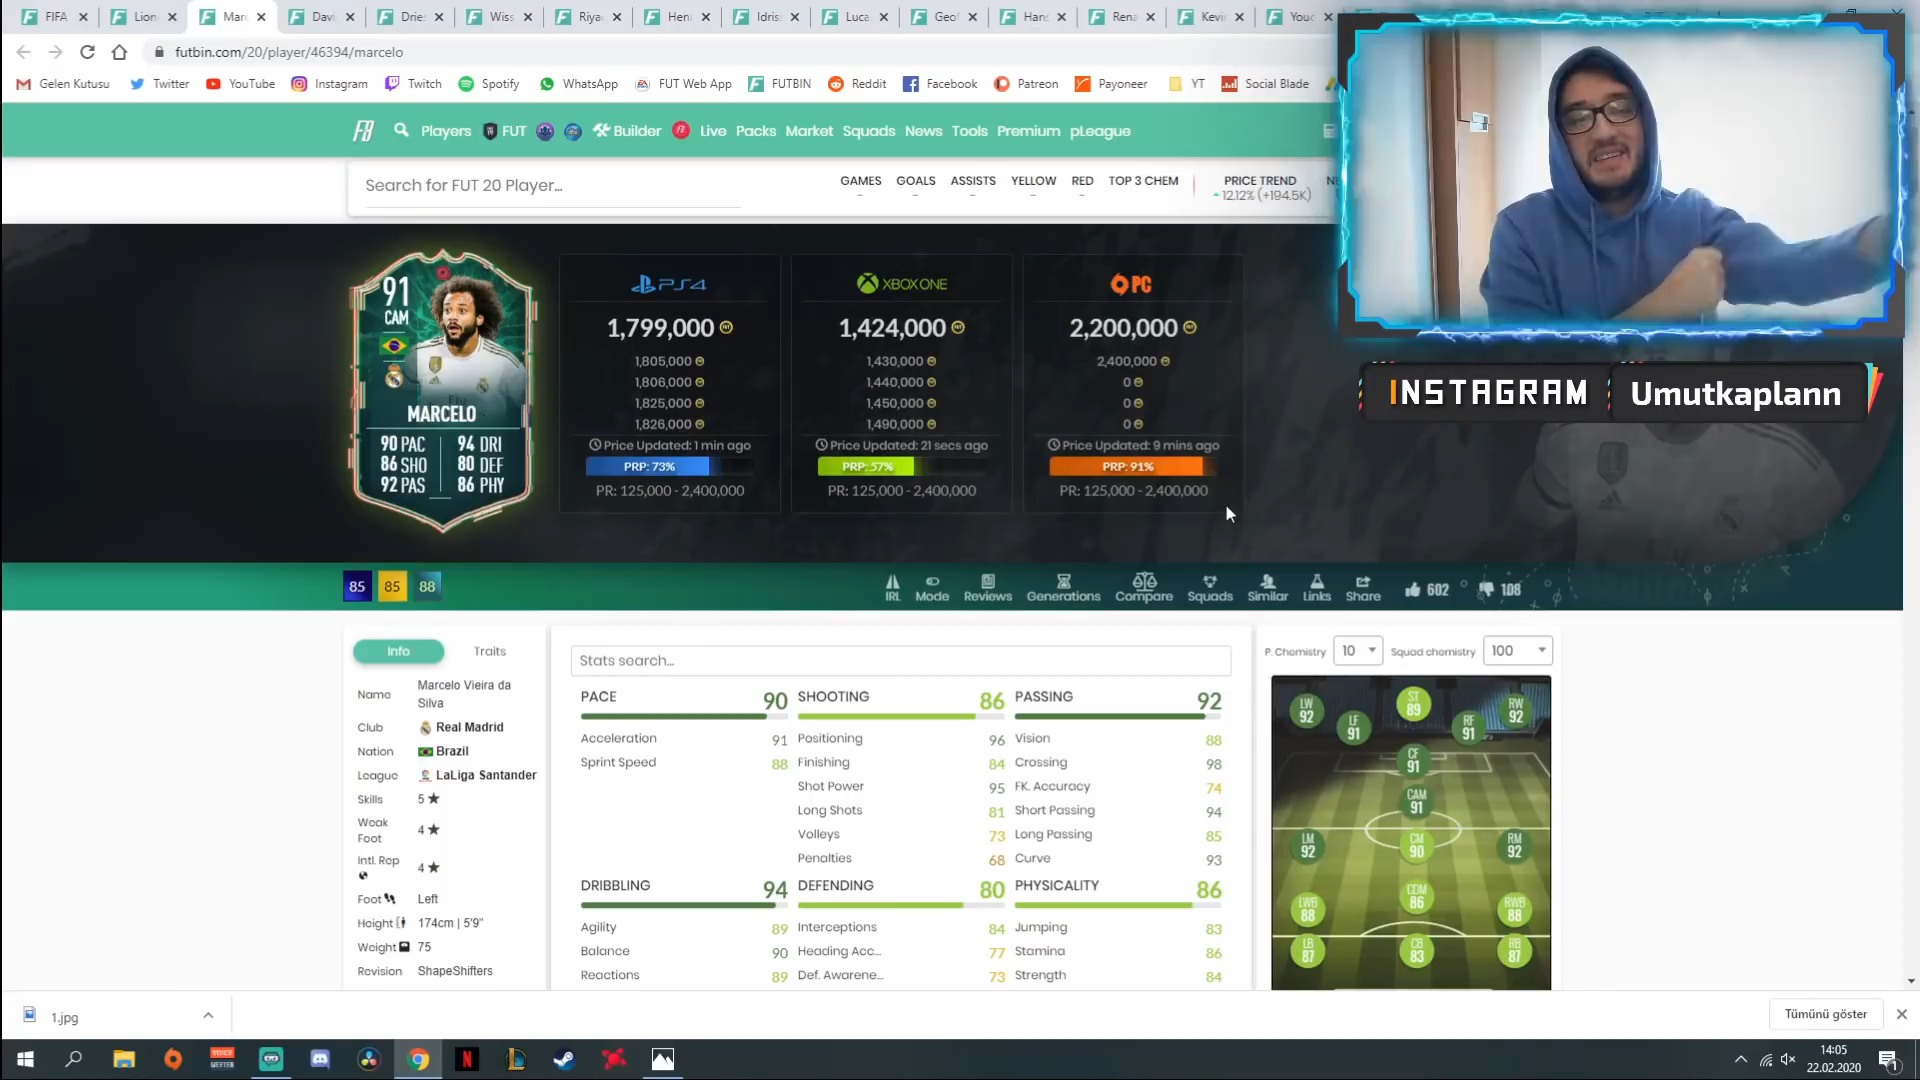 FIFA
Lion
Marc
Davi
Dries
Wiss
Riya
Henr
Idris
Luca
Geof
Hans
Rena
Kevi
Youc
futbin.com/20/player/46394/marcelo
Gelen Kutusu Twitter YouTube Instagram Twitch Spotify WhatsApp FUT Web App FUTBIN Reddit Facebook Patreon Payoneer YT Social Blade
Players FUT Builder Live Packs Market Squads News Tools Premium pLeague
Search for FUT 20 Player...
GAMES GOALS ASSISTS YELLOW RED TOP 3 CHEM PRICE TREND
- - - - - - 12.12% (+194.5K)
91
CAM
MARCELO
90 PAC 94 DRI
86 SHO 80 DEF
92 PAS 86 PHY
PS4
1,799,000
1,805,000
1,806,000
1,825,000
1,826,000
Price Updated: 1 min ago
PRP: 73%
PR: 125,000 - 2,400,000
XBOX ONE
1,424,000
1,430,000
1,440,000
1,450,000
1,490,000
Price Updated: 21 secs ago
PRP: 57%
PR: 125,000 - 2,400,000
PC
2,200,000
2,400,000
0
0
0
Price Updated: 9 mins ago
PRP: 91%
PR: 125,000 - 2,400,000
INSTAGRAM Umutkaplann
85 85 88
IRL Mode Reviews Generations Compare Squads Similar Links Share 602 108
Info Traits
Name Marcelo Vieira da Silva
Club Real Madrid
Nation Brazil
League LaLiga Santander
Skills 5
Weak Foot 4
Intl. Rep 4
Foot Left
Height 174cm | 5'9"
Weight 75
Revision ShapeShifters
Stats search...
PACE 90
Acceleration 91
Sprint Speed 88
SHOOTING 86
Positioning 96
Finishing 84
Shot Power 95
Long Shots 81
Volleys 73
Penalties 68
PASSING 92
Vision 88
Crossing 98
FK. Accuracy 74
Short Passing 94
Long Passing 85
Curve 93
DRIBBLING 94
Agility 89
Balance 90
Reactions 89
DEFENDING 80
Interceptions 84
Heading Acc... 77
Def. Awarene... 73
PHYSICALITY 86
Jumping 83
Stamina 86
Strength 84
P. Chemistry 10 Squad chemistry 100
LW 92
ST 89
RW 92
LF 91
RF 91
CF 91
CAM 91
LM 92
CM 90
RM 92
LWB 88
CDM 86
RWB 88
LB 87
CB 83
RB 87
1.jpg
Tümünü göster
14:05
22.02.2020